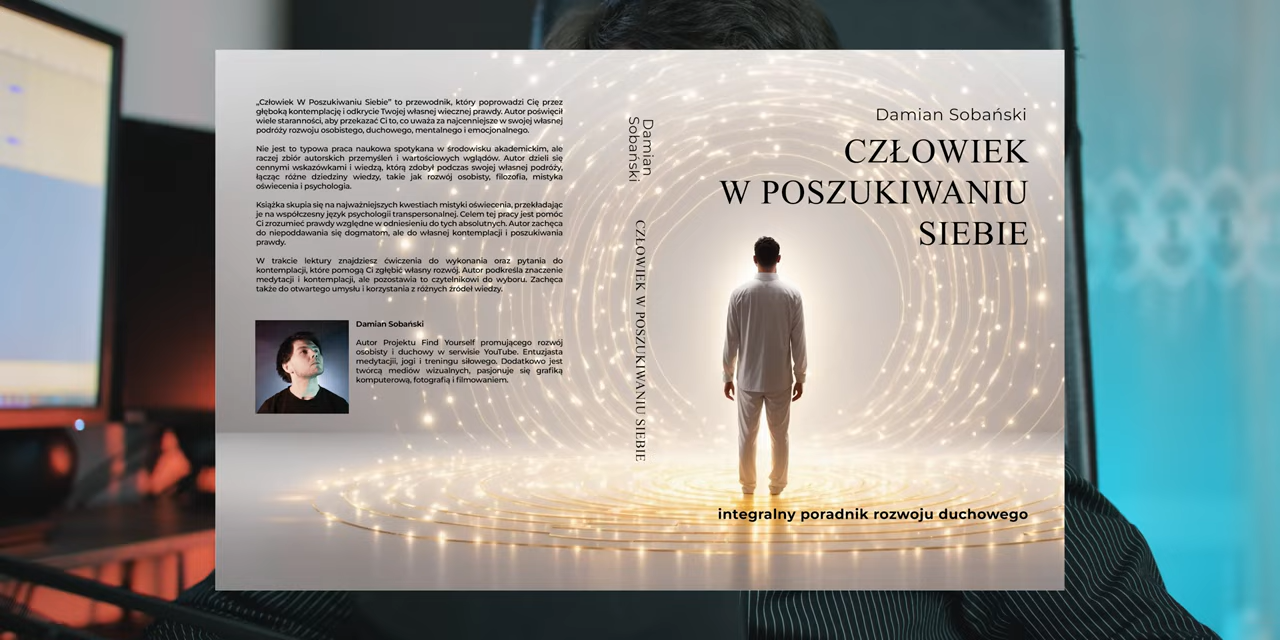 „Człowiek W Poszukiwaniu Siebie” to przewodnik, który poprowadzi Cię przez
głęboką kontemplację i odkrycie Twojej własnej wiecznej prawdy. Autor poświęcił
wiele staranności, aby przekazać Ci to, co uważa za najcenniejsze w swojej własnej
podróży rozwoju osobistego, duchowego, mentalnego i emocjonalnego.
Nie jest to typowa praca naukowa spotykana w środowisku akademickim, ale
raczej zbiór autorskich przemyśleń i wartościowych wglądów. Autor dzieli się
cennymi wskazówkami i wiedzą, którą zdobył podczas swojej własnej podróży,
łącząc różne dziedziny wiedzy, takie jak rozwój osobisty, filozofia, mistyka
oświecenia i psychologia.
Książka skupia się na najważniejszych kwestiach mistyki oświecenia, przekładając
je na współczesny język psychologii transpersonalnej. Celem tej pracy jest pomóc
Ci zrozumieć prawdy względne w odniesieniu do tych absolutnych. Autor zachęca
do niepoddawania się dogmatom, ale do własnej kontemplacji i poszukiwania
prawdy.
W trakcie lektury znajdziesz ćwiczenia do wykonania oraz pytania do
kontemplacji, które pomogą Ci zgłębić własny rozwój. Autor podkreśla znaczenie
medytacji i kontemplacji, ale pozostawia to czytelnikowi do wyboru. Zachęca
także do otwartego umysłu i korzystania z różnych źródeł wiedzy.
Damian Sobański
Autor Projektu Find Yourself promującego rozwój
osobisty i duchowy w serwisie YouTube. Entuzjasta
medytacji, jogi i treningu siłowego. Dodatkowo jest
twórcą mediów wizualnych, pasjonuje się grafiką
komputerową, fotografią i filmowaniem.
Damian
Sobański
CZŁOWIEK W POSZUKIWANIU SIEBIE
Damian Sobański
CZŁOWIEK
W POSZUKIWANIU
SIEBIE
integralny poradnik rozwoju duchowego